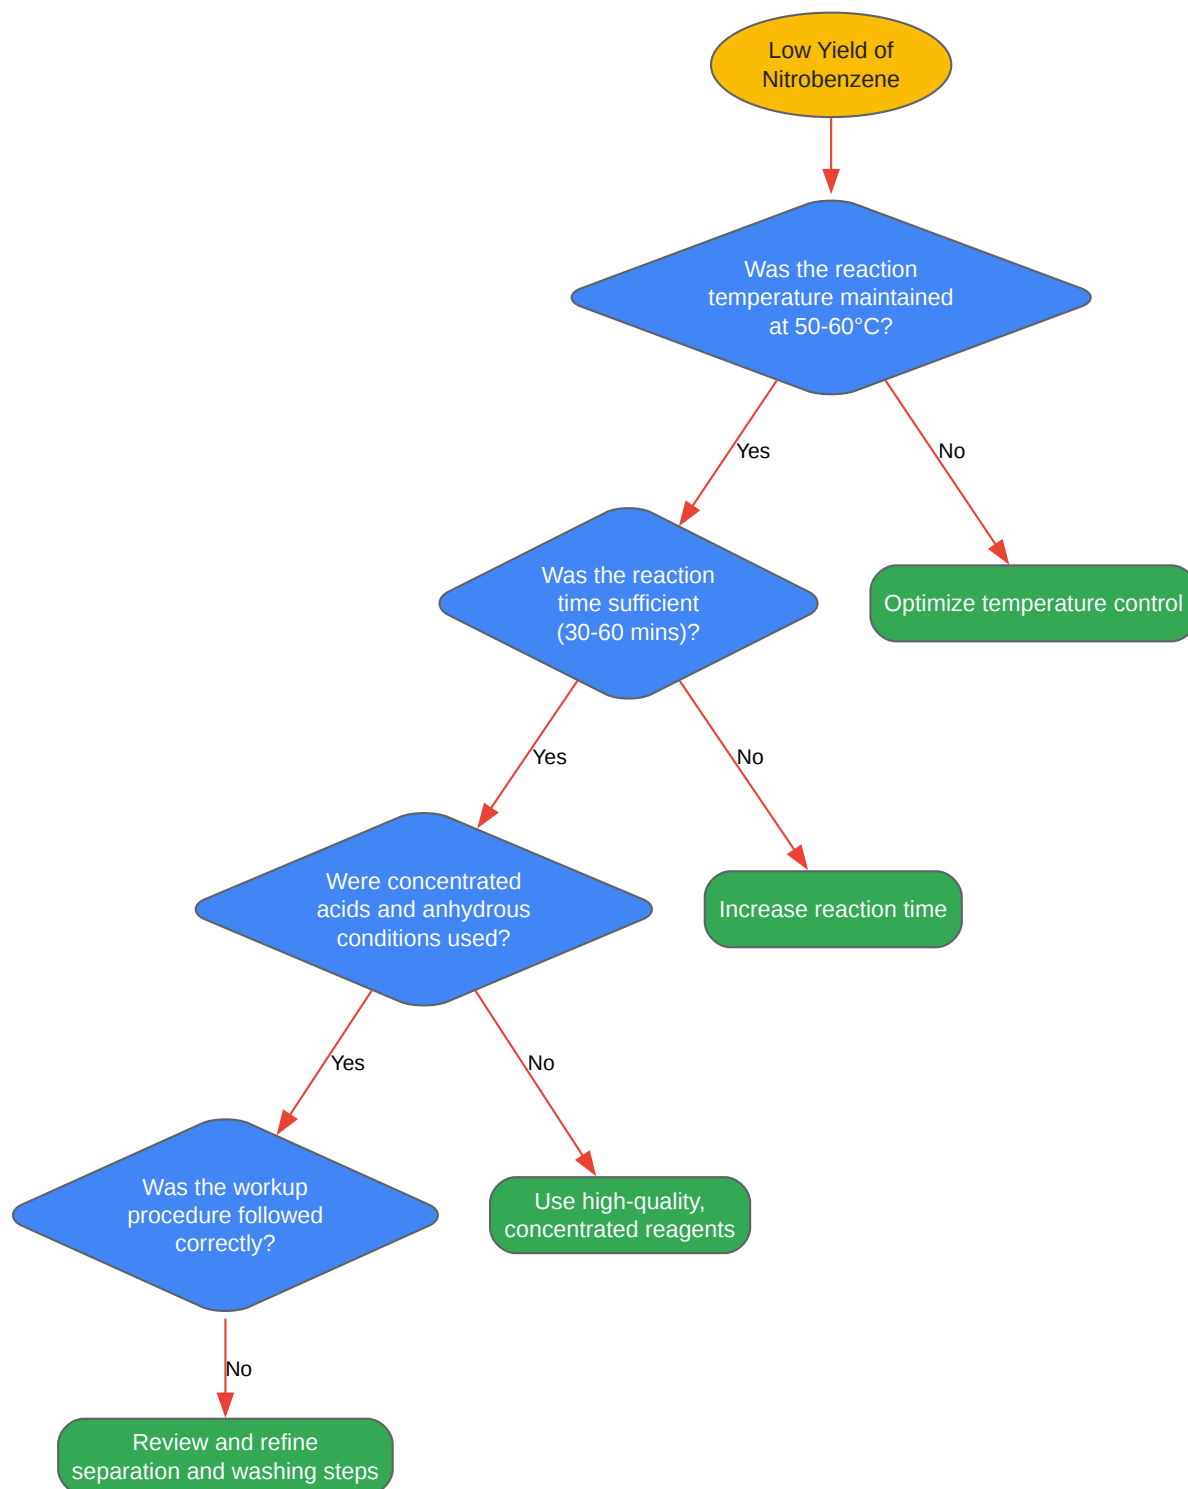 Low Yield of
Nitrobenzene
Was the reaction
temperature maintained
at 50-60°C?
Yes
No
Was the reaction
time sufficient
(30-60 mins)?
Optimize temperature control
Yes
No
Were concentrated
acids and anhydrous
conditions used?
Increase reaction time
Yes
No
Was the workup
procedure followed
correctly?
Use high-quality,
concentrated reagents
No
Review and refine
separation and washing steps